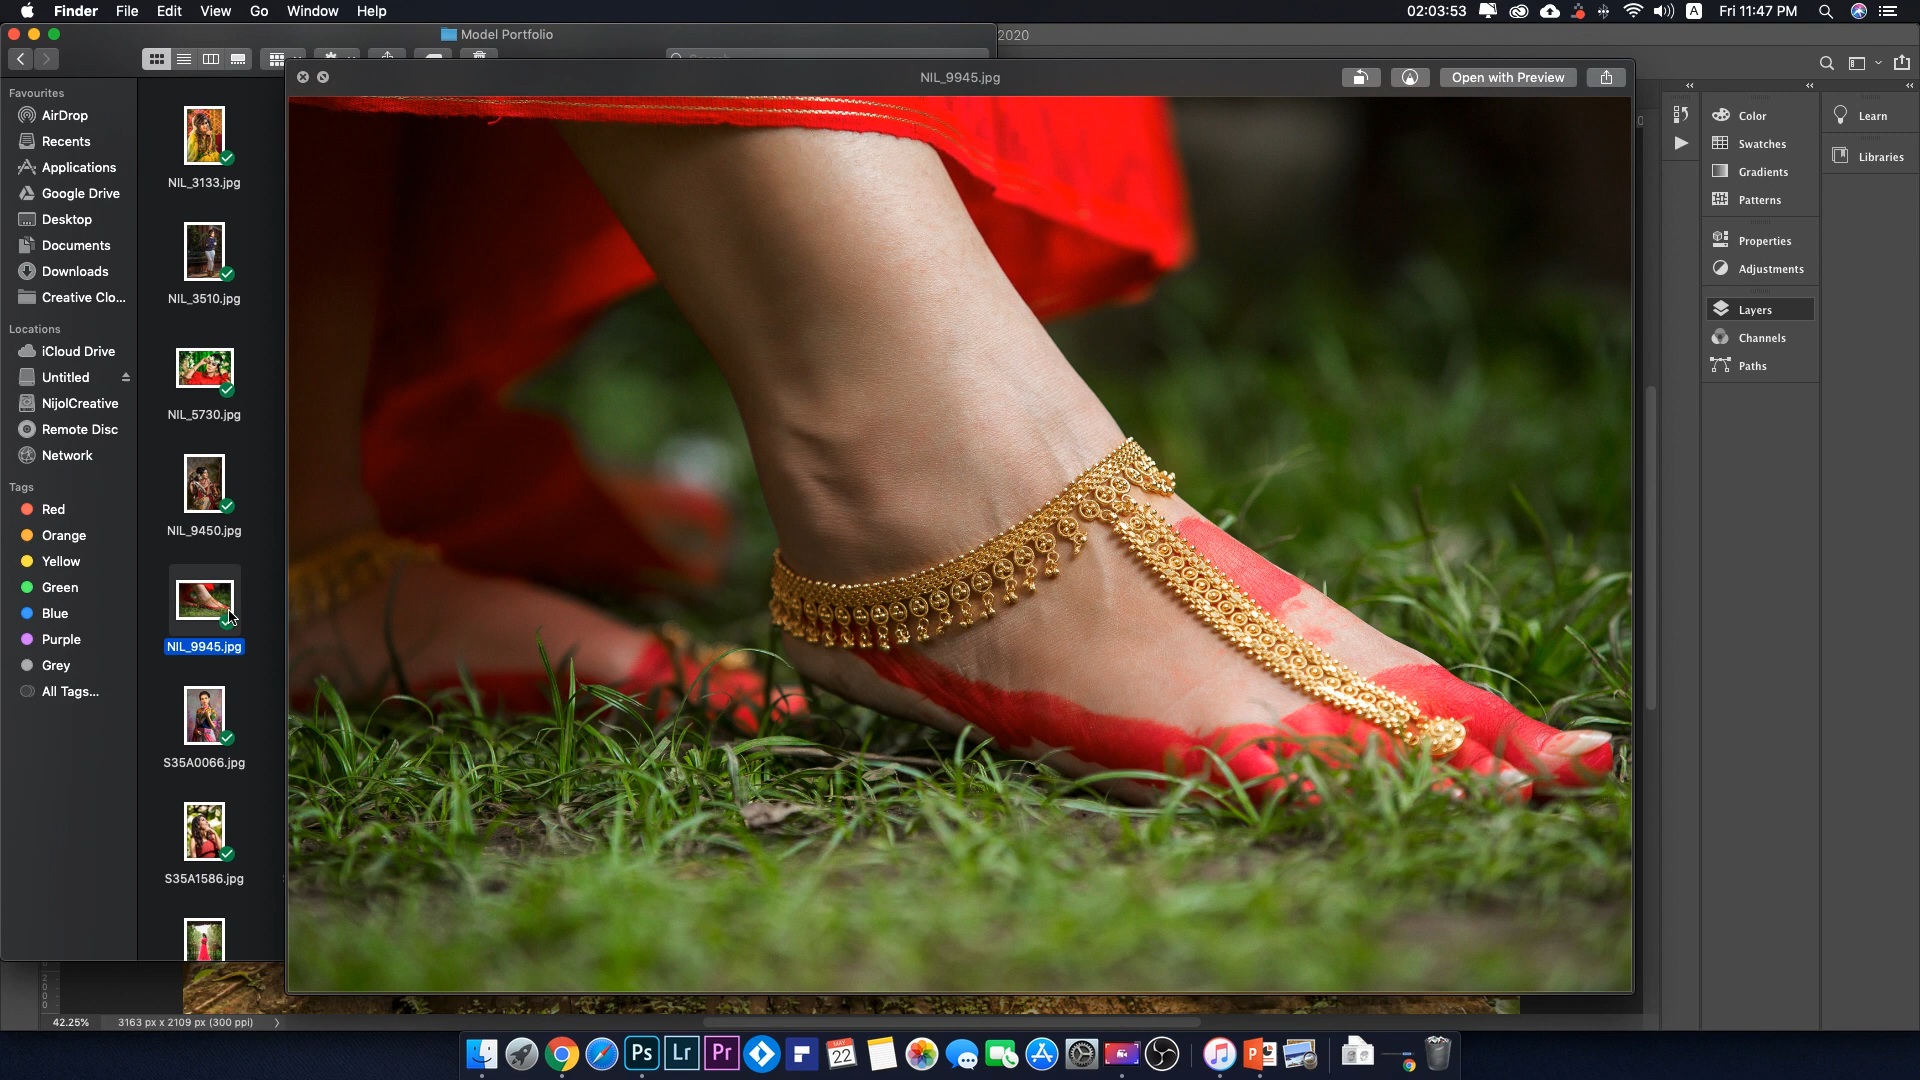 Finder File Edit View Go Window Help
02:03:53 A Fri 11:47 PM
Model Portfolio
2020
Search
NIL_9945.jpg
Open with Preview
Favourites
AirDrop
Recents
Applications
Google Drive
Desktop
Documents
Downloads
Creative Clo...
Locations
iCloud Drive
Untitled
NijolCreative
Remote Disc
Network
Tags
Red
Orange
Yellow
Green
Blue
Purple
Grey
All Tags...
NIL_3133.jpg
NIL_3510.jpg
NIL_5730.jpg
NIL_9450.jpg
NIL_9945.jpg
S35A0066.jpg
S35A1586.jpg
Color
Swatches
Gradients
Patterns
Properties
Adjustments
Layers
Channels
Paths
Learn
Libraries
42.25% 3163 px x 2109 px (300 ppi)
Ps
Lr
Pr
MAY
22
P